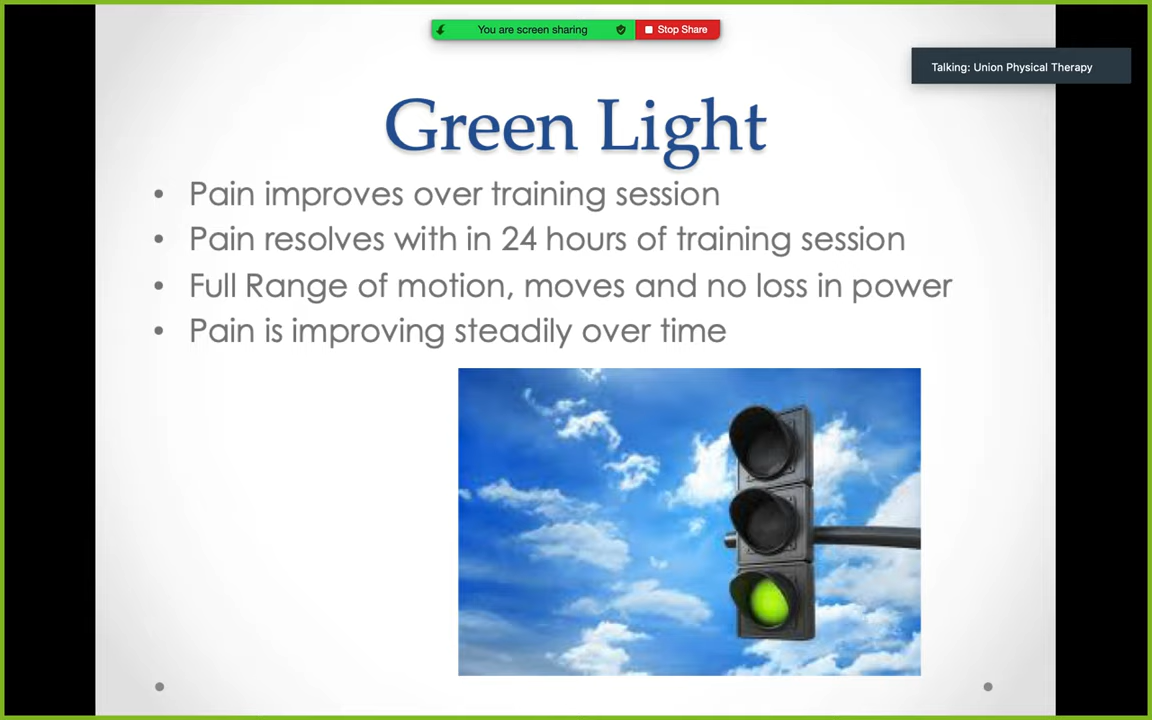 You are screen sharing
Stop Share
Talking: Union Physical Therapy
Green Light
• Pain improves over training session
• Pain resolves with in 24 hours of training session
• Full Range of motion, moves and no loss in power
• Pain is improving steadily over time